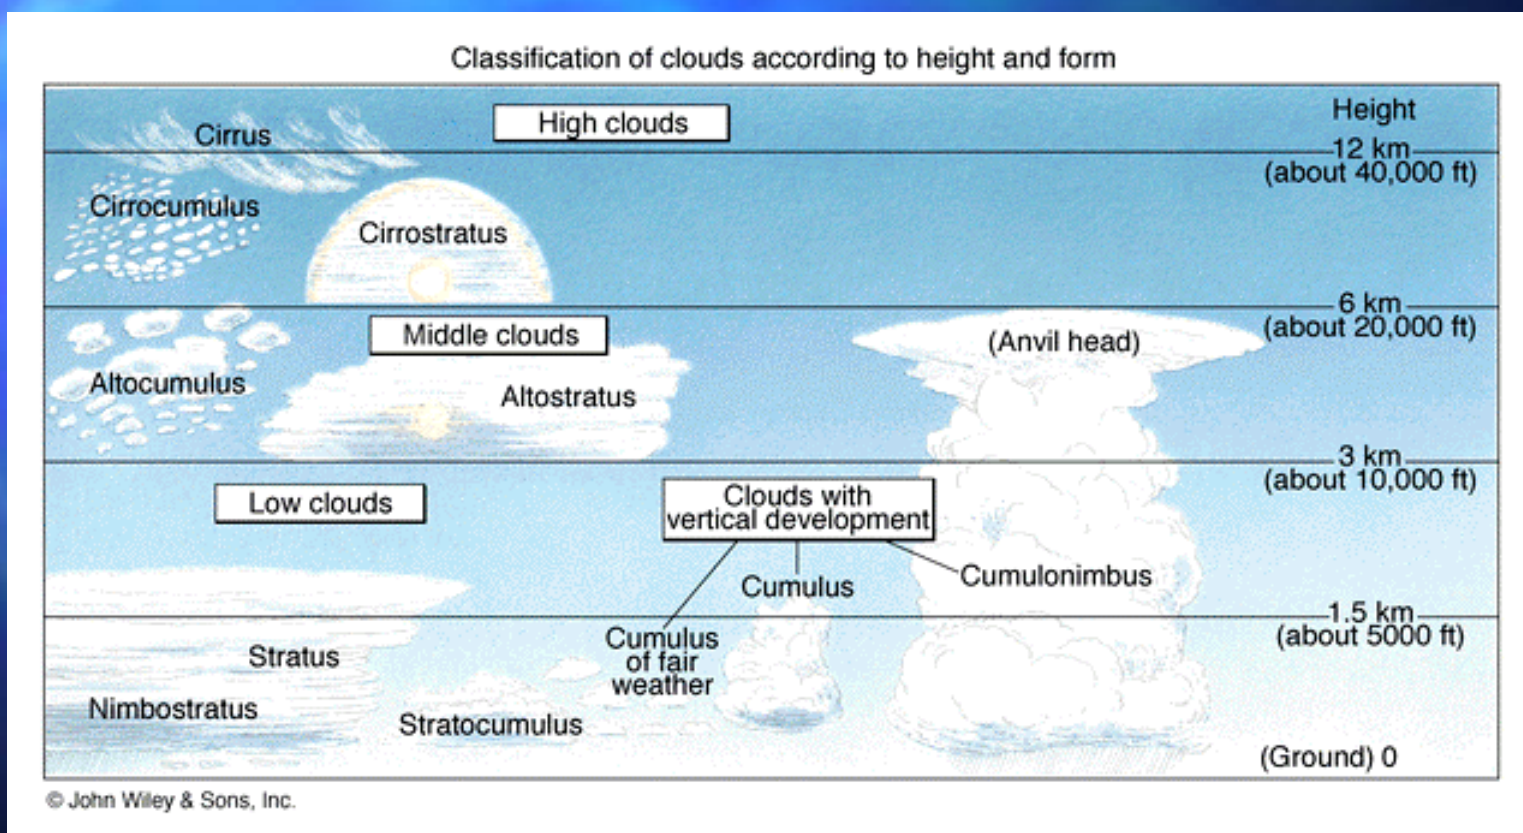 Classification of clouds according to height and form
High clouds
Height
Cirrus
12 km
(about 40,000 ft)
Cirrocumulus
Cirrostratus
6 km
(about 20,000 ft)
Middle clouds
(Anvil head)
Altocumulus
Altostratus
3 km
(about 10,000 ft)
Low clouds
Clouds with
vertical development
Cumulus
Cumulonimbus
1.5 km
(about 5000 ft)
Stratus
Cumulus
of fair
weather
Nimbostratus
Stratocumulus
(Ground) 0
© John Wiley & Sons, Inc.